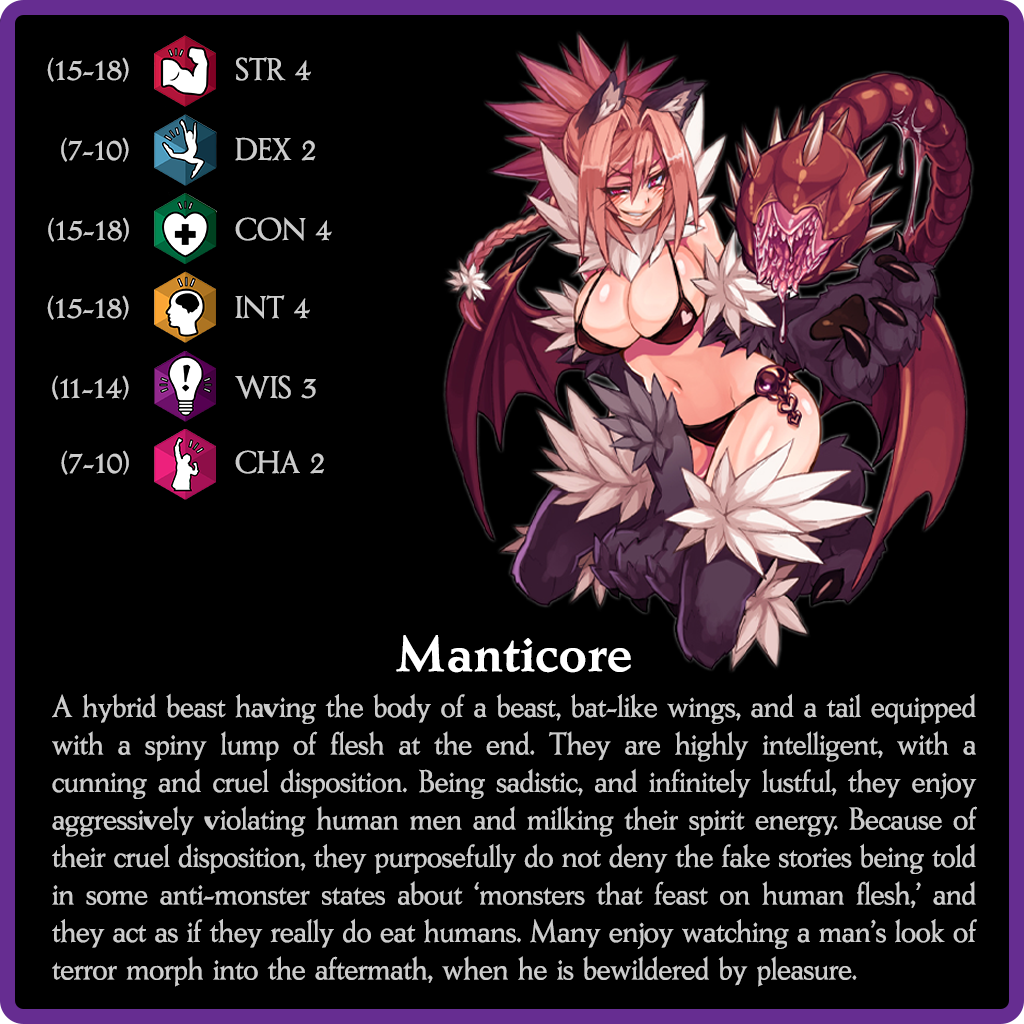 (15-18) STR 4
(7-10) DEX 2
(15-18) CON 4
(15-18) INT 4
(11-14) WIS 3
(7-10) CHA 2
Manticore
A hybrid beast having the body of a beast, bat-like wings, and a tail equipped
with a spiny lump of flesh at the end. They are highly intelligent, with a
cunning and cruel disposition. Being sadistic, and infinitely lustful, they enjoy
aggressively violating human men and milking their spirit energy. Because of
their cruel disposition, they purposefully do not deny the fake stories being told
in some anti-monster states about ‘monsters that feast on human flesh,’ and
they act as if they really do eat humans. Many enjoy watching a man’s look of
terror morph into the aftermath, when he is bewildered by pleasure.